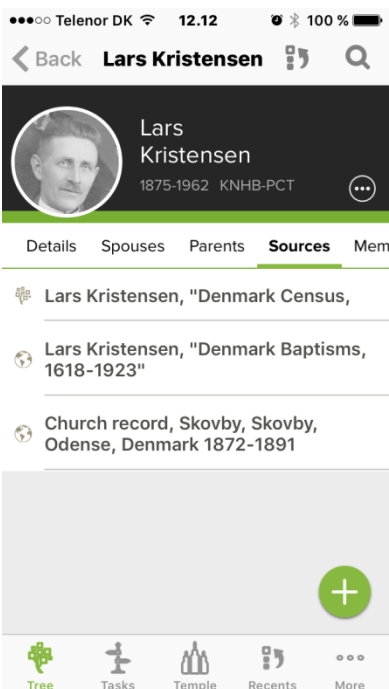 Telenor DK 12.12 100 %
Back Lars Kristensen
Lars
Kristensen
1875-1962 KNHB-PCT
Details Spouses Parents Sources Mem
Lars Kristensen, "Denmark Census,
Lars Kristensen, "Denmark Baptisms,
1618-1923"
Church record, Skovby, Skovby,
Odense, Denmark 1872-1891
Tree Tasks Temple Recents More